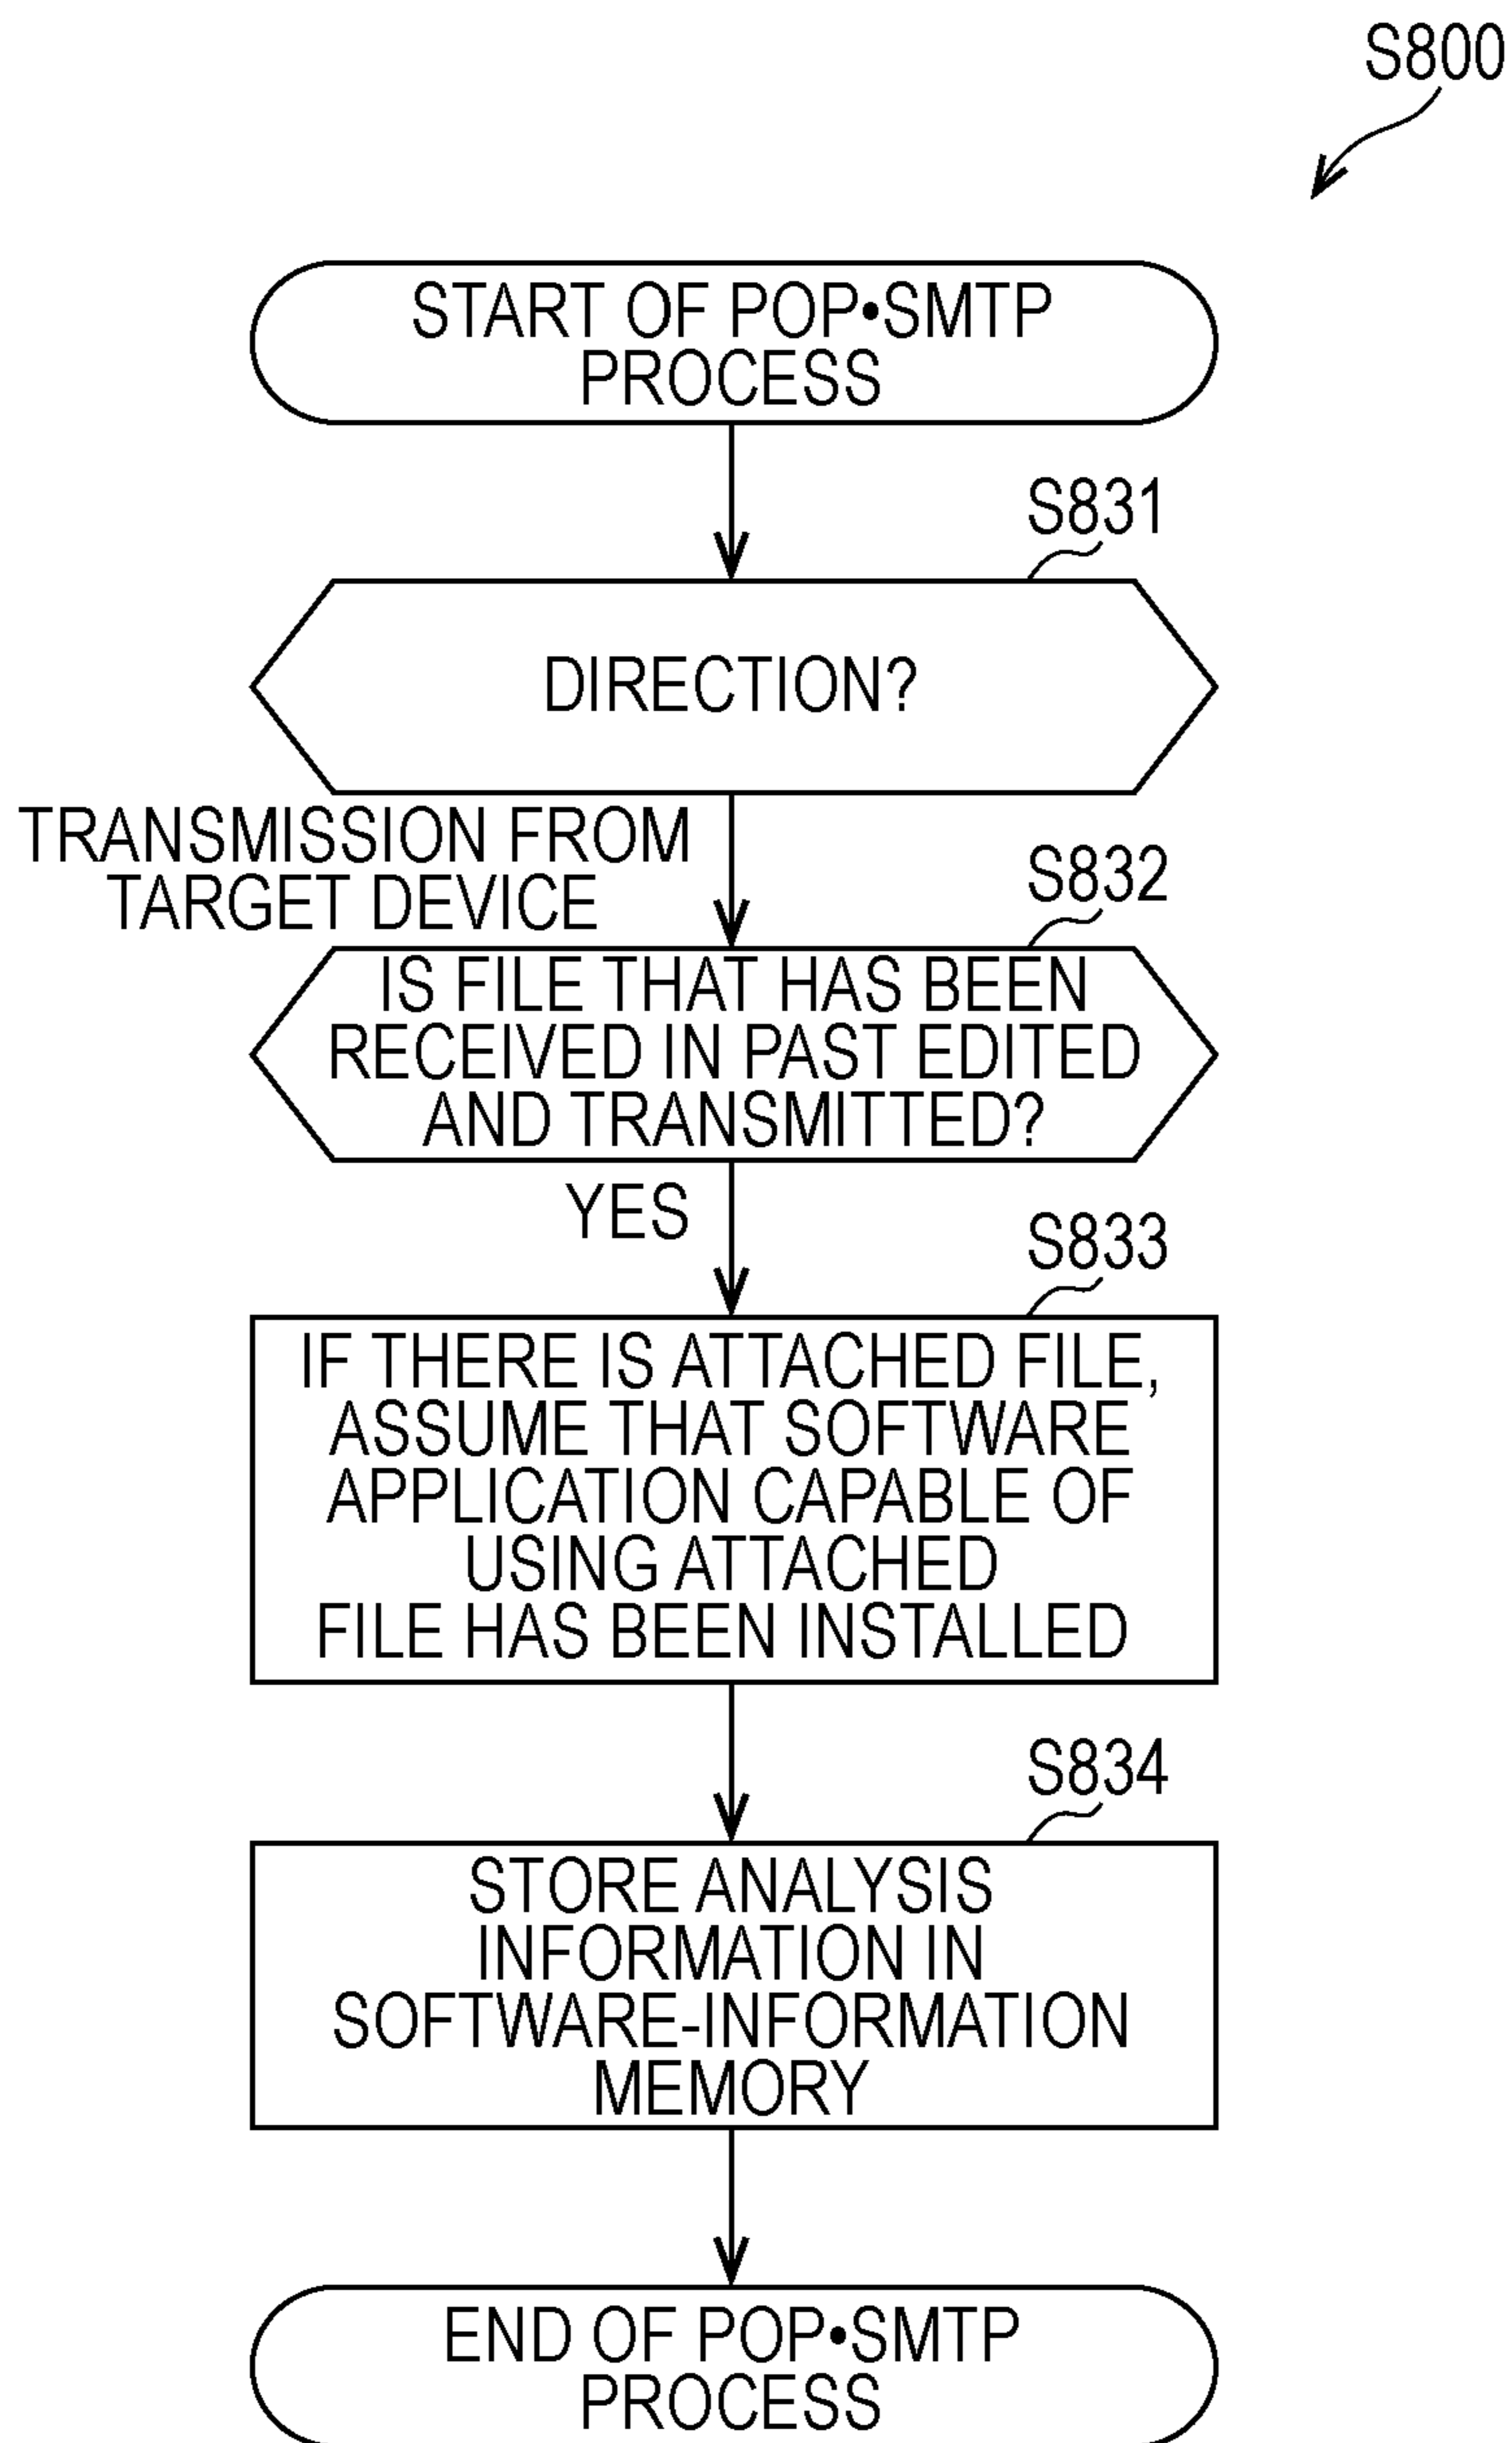 S800
START OF POP•SMTP
PROCESS
S831
DIRECTION?
TRANSMISSION FROM
TARGET DEVICE
S832
IS FILE THAT HAS BEEN
RECEIVED IN PAST EDITED
AND TRANSMITTED?
YES
S833
IF THERE IS ATTACHED FILE,
ASSUME THAT SOFTWARE
APPLICATION CAPABLE OF
USING ATTACHED
FILE HAS BEEN INSTALLED
S834
STORE ANALYSIS
INFORMATION IN
SOFTWARE-INFORMATION
MEMORY
END OF POP•SMTP
PROCESS